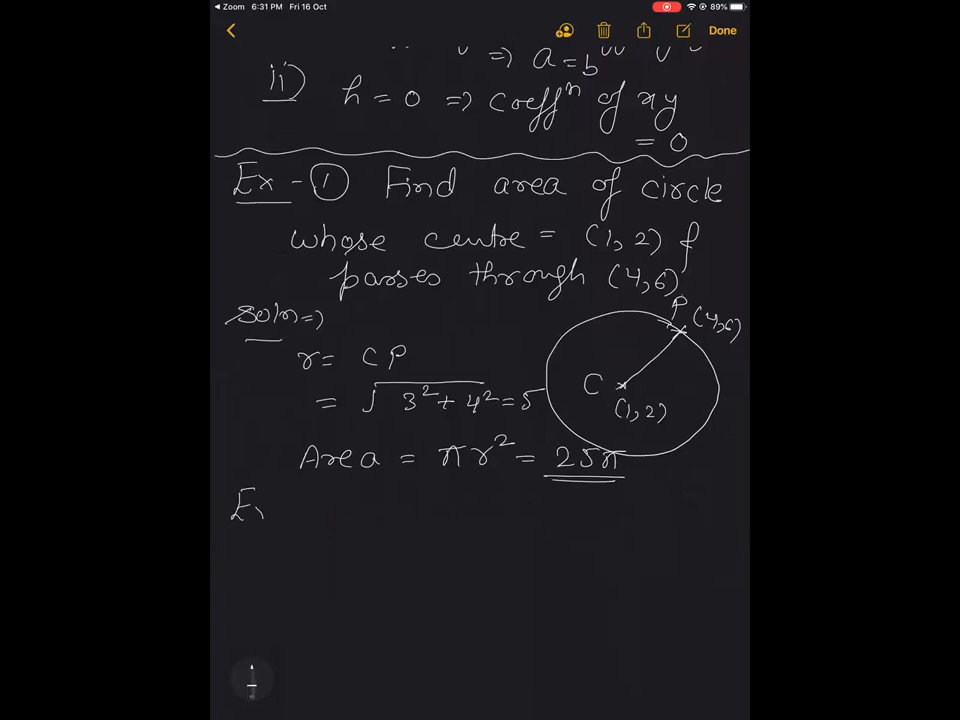 ◀ Zoom 6:31 PM Fri 16 Oct 89%
Done
=> a = b
ii) h = 0 => coeffⁿ of xy
= 0
Ex - ① Find area of circle
whose centre = (1, 2) &
passes through (4,6)
Soln =>
P (4,6)
r = CP
C
= √3² + 4² = 5
(1, 2)
Area = πr² = 25π